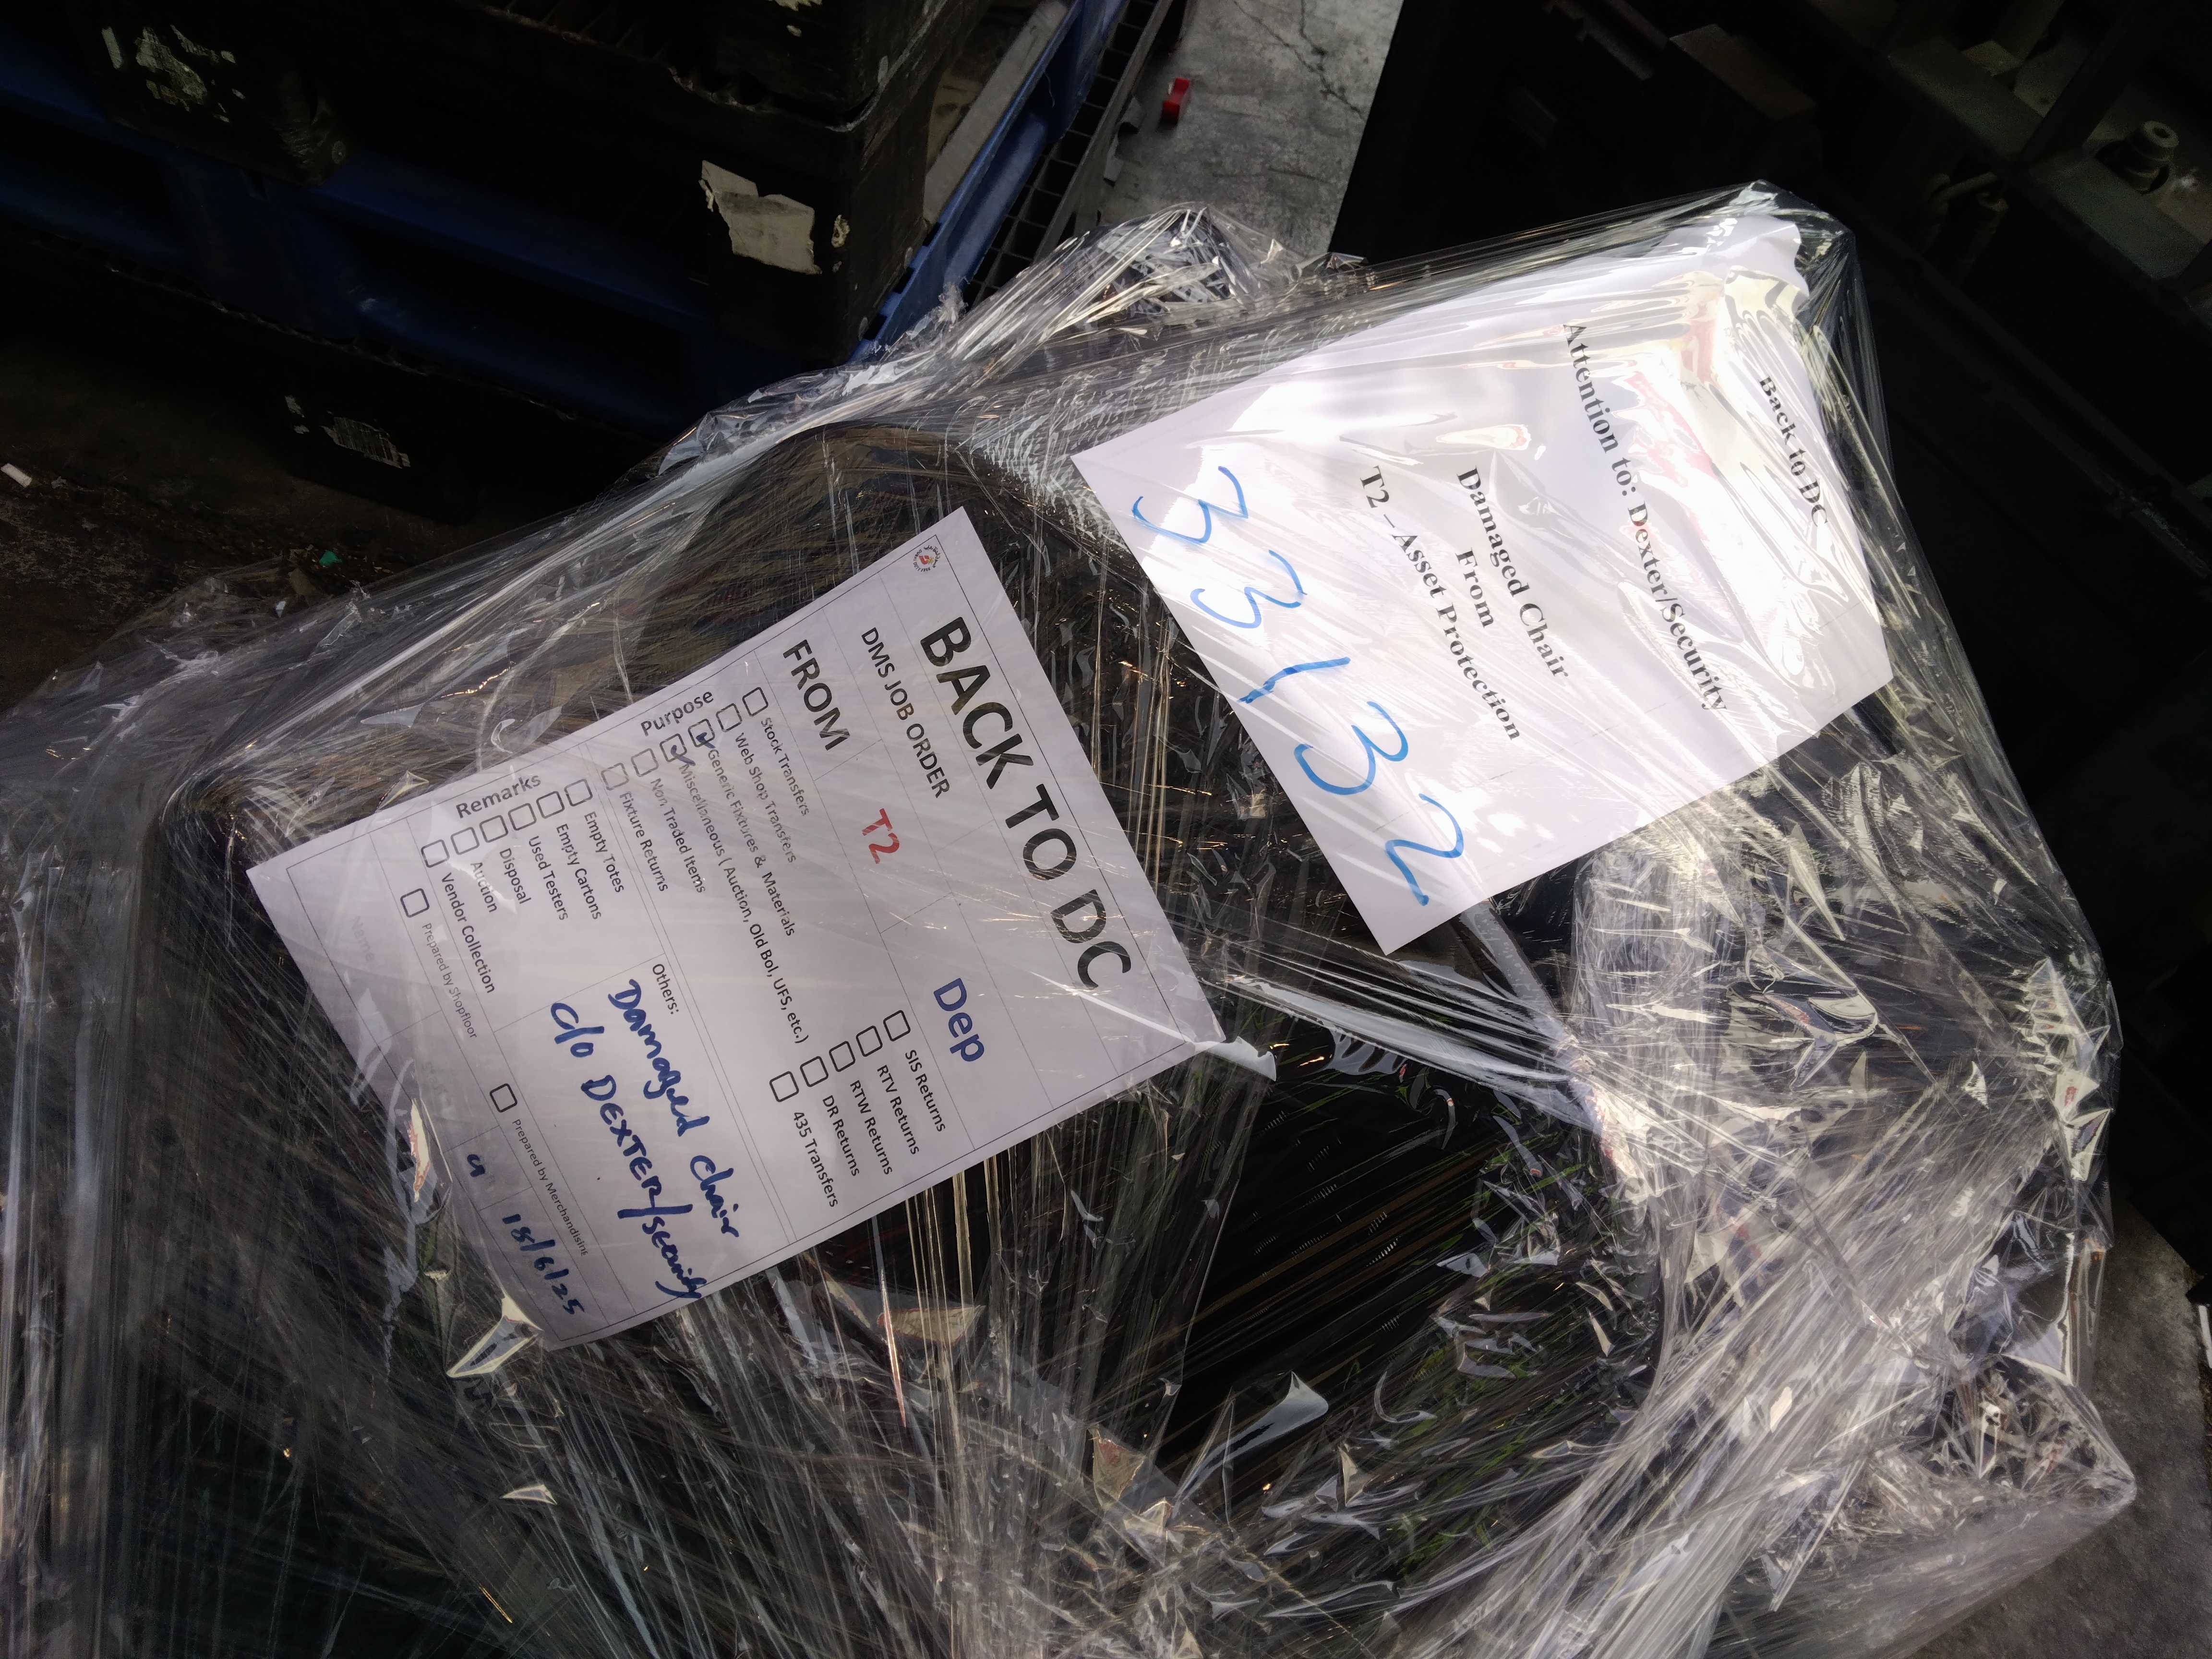 Back to DC
Attention to: Dexter/Security
Damaged Chair
From
T2 – Asset Protection
33132
BACK TO DC
DMS JOB ORDER
Dep
FROM
T2
Purpose
Stock Transfers
Web Shop Transfers
Generic Fixtures & Materials
Miscellaneous ( Auction, Old Bol, UFS, etc..)
Non Traded Items
Fixture Returns
SIS Returns
RTV Returns
RTW Returns
DR Returns
435 Transfers
Remarks
Empty Totes
Empty Cartons
Used Testers
Disposal
Auction
Vendor Collection
Others:
Damaged chair
c/o DEXTER/security
Prepared by Shopfloor
Prepared by Merchandising
Name
18/6/25